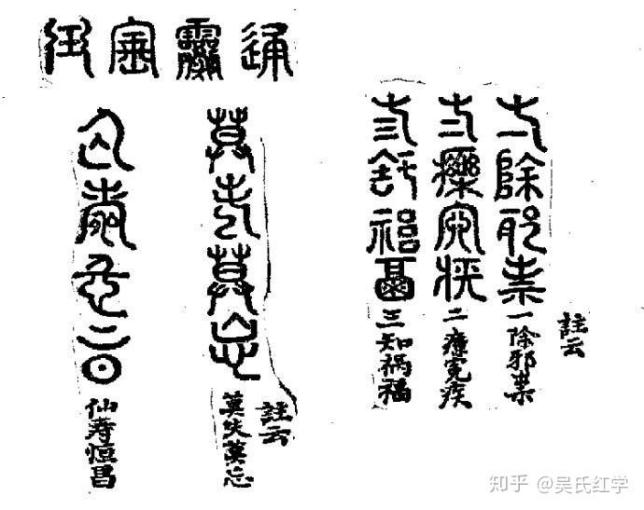 通靈寶玉
莫失莫忘
註云
莫失莫忘
仙壽恒昌
仙寿恒昌
一除邪祟
註云
一除邪祟
二療冤疾
二療冤疾
三知禍福
三知祸福
知乎 @吴氏红学